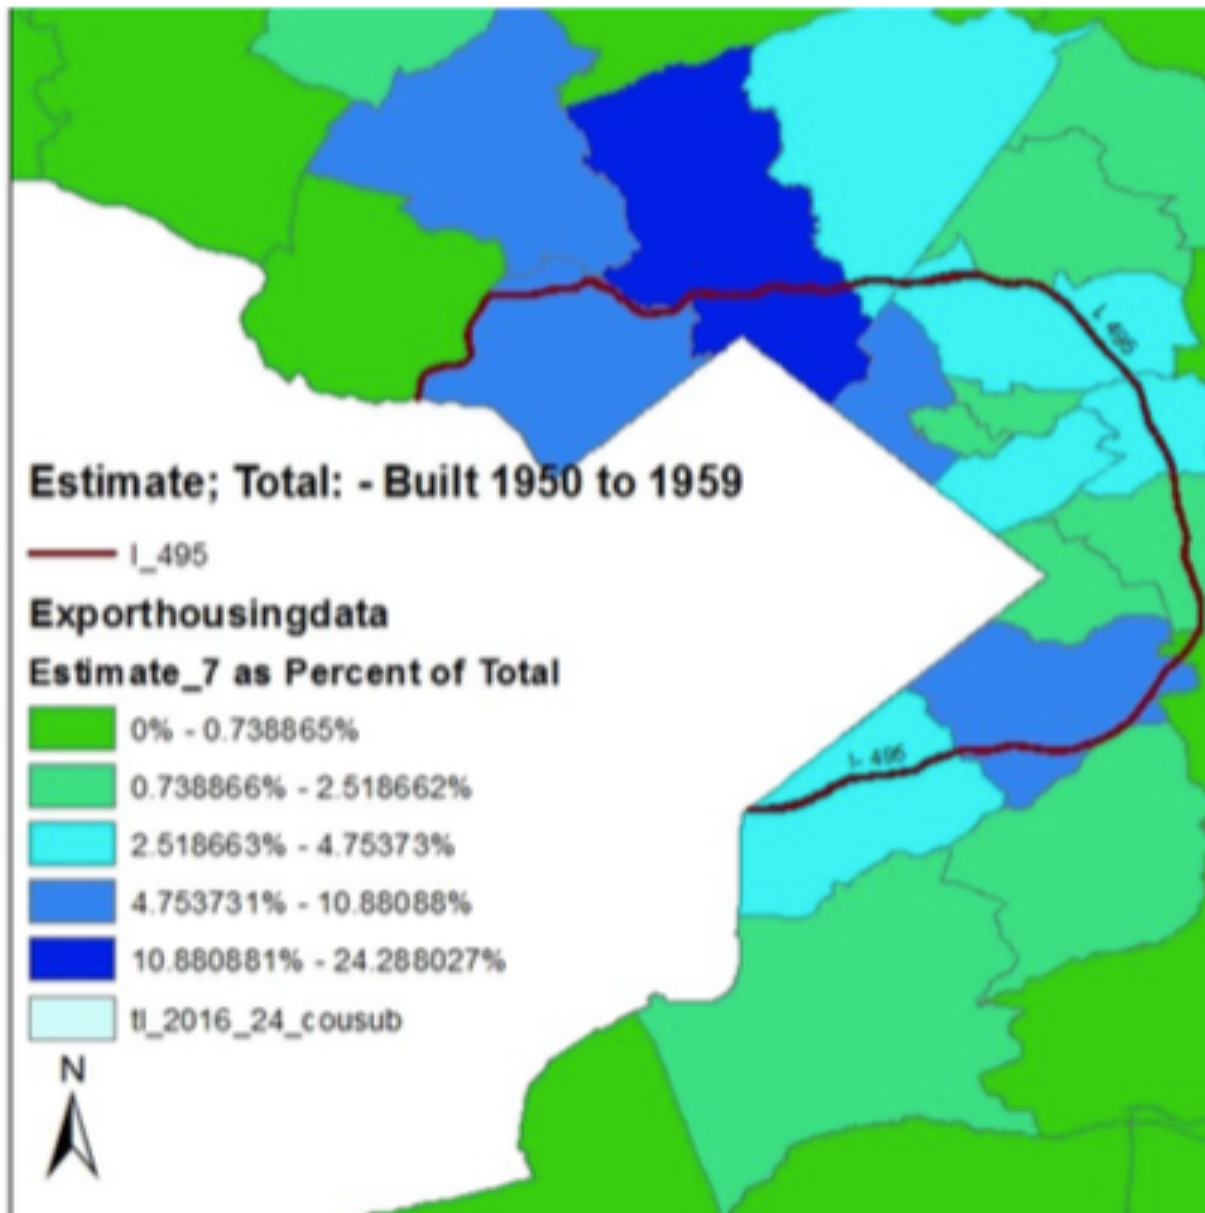 I, 495
Estimate; Total: - Built 1950 to 1959
I_495
Exporthousingdata
Estimate_7 as Percent of Total
0% - 0.738865%
0.738866% - 2.518662%
I- 495
2.518663% - 4.75373%
4.753731% - 10.88088%
10.880881% - 24.288027%
tl_2016_24_cousub
N